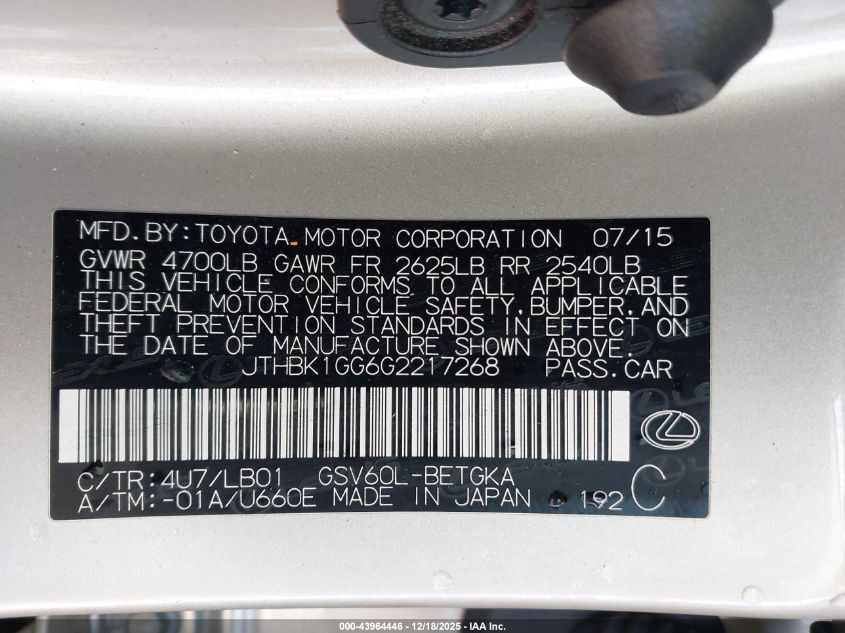 MFD.BY:TOYOTA MOTOR CORPORATION 07/15
GVWR 4700LB GAWR FR 2625LB RR 2540LB
THIS VEHICLE CONFORMS TO ALL APPLICABLE
FEDERAL MOTOR VEHICLE SAFETY,BUMPER,AND
THEFT PREVENTION STANDARDS IN EFFECT ON
THE DATE OF MANUFACTURE SHOWN ABOVE.
JTHBK1GG6G2217268 PASS.CAR
C/TR:4U7/LB01 GSV60L-BETGKA
A/TM:-01A/U660E MADE IN JAPAN 192 C
000-43964446 - 12/18/2025 - IAA Inc.